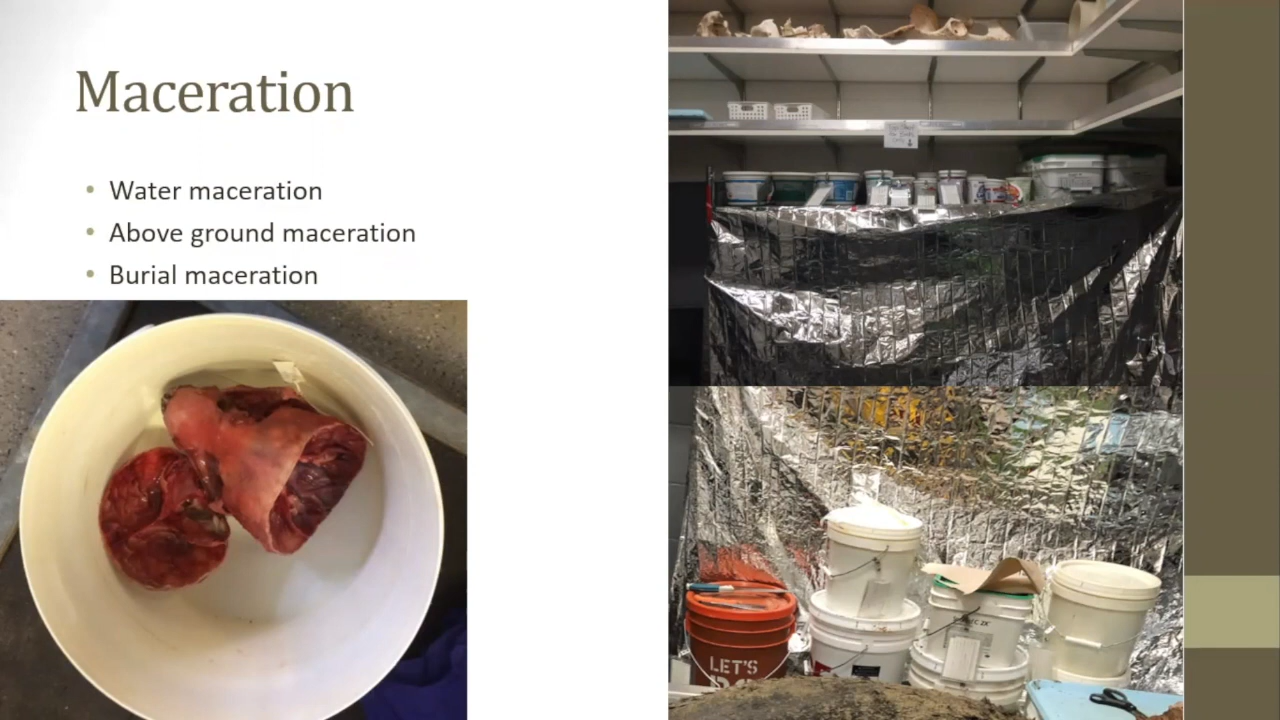 Maceration
• Water maceration
• Above ground maceration
• Burial maceration
LET'S